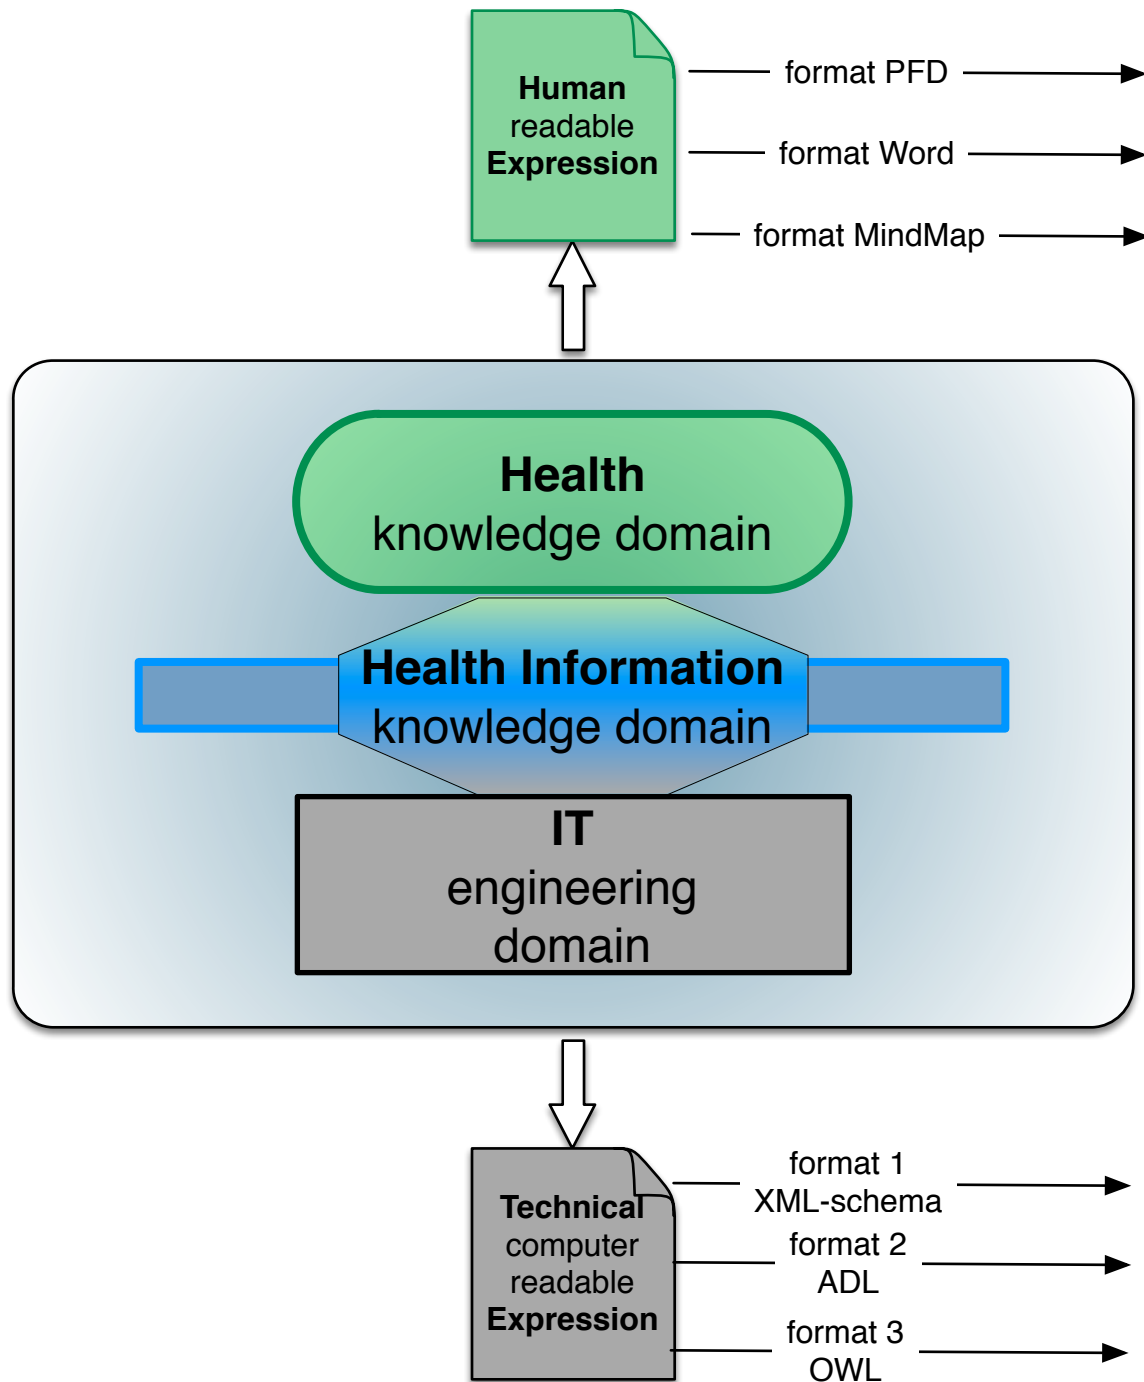 Human
readable
Expression
format PFD
format Word
format MindMap
Health
knowledge domain
Health Information
knowledge domain
IT
engineering
domain
Technical
computer
readable
Expression
format 1
XML-schema
format 2
ADL
format 3
OWL